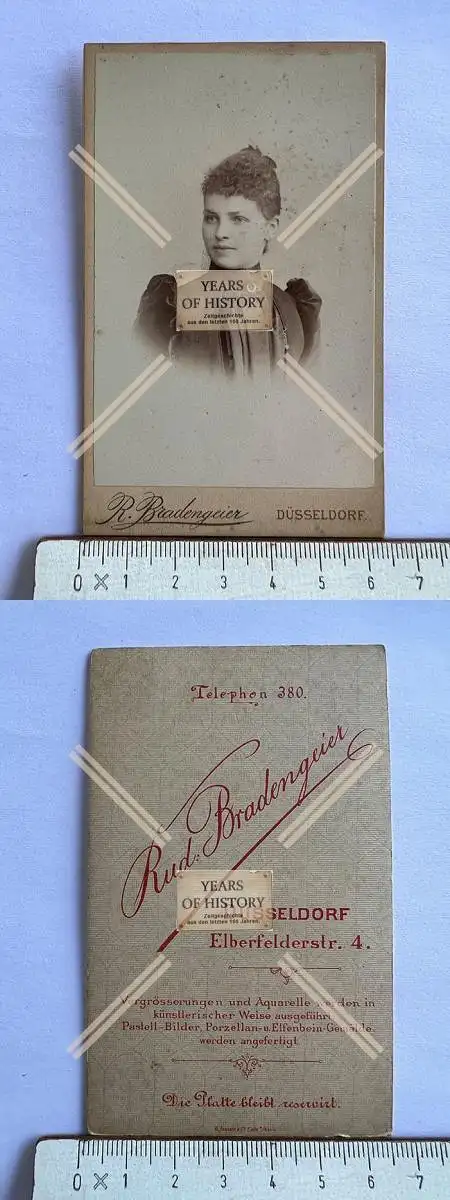 YEARS
OF HISTORY
Zeitgeschichte
aus den letzten 100 Jahren.
R. Bradengeier DÜSSELDORF.
0 1 2 3 4 5 6 7
Telephon 380.
Rud. Bradengeier
YEARS
OF HISTORY
Zeitgeschichte
aus den letzten 100 Jahren.
SSELDORF
Elberfelderstr. 4.
Vergrösserungen und Aquarelle werden in
künstlerischer Weise ausgeführt
Pastell-Bilder, Porzellan-u. Elfenbein-Gemälde.
werden angefertigt.
Die Platte bleibt reservirt.
0 1 2 3 4 5 6 7